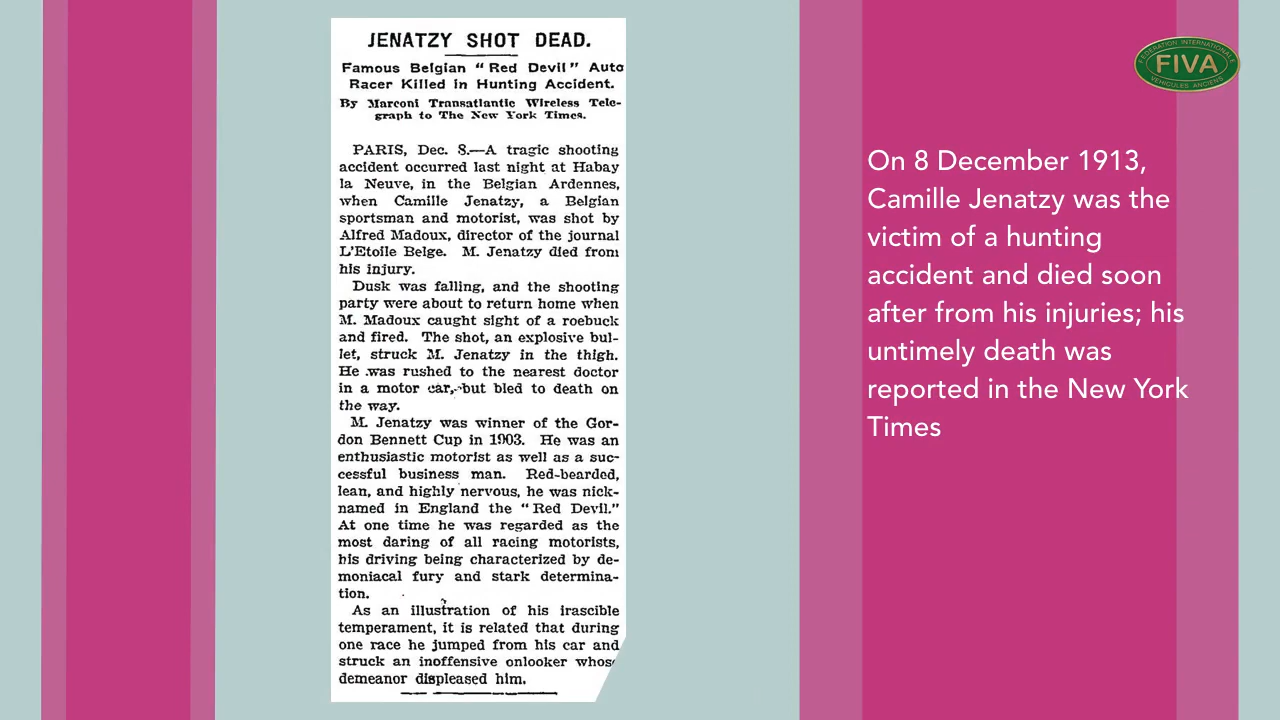 JENATZY SHOT DEAD.
Famous Belgian "Red Devil" Auto
Racer Killed in Hunting Accident.
By Marconi Transatlantic Wireless Tele-
graph to The New York Times.
PARIS, Dec. 8.—A tragic shooting
accident occurred last night at Habay
la Neuve, in the Belgian Ardennes,
when Camille Jenatzy, a Belgian
sportsman and motorist, was shot by
Alfred Madoux, director of the journal
L'Etoile Belge. M. Jenatzy died from
his injury.
Dusk was falling, and the shooting
party were about to return home when
M. Madoux caught sight of a roebuck
and fired. The shot, an explosive bul-
let, struck M. Jenatzy in the thigh.
He was rushed to the nearest doctor
in a motor car, but bled to death on
the way.
M. Jenatzy was winner of the Gor-
don Bennett Cup in 1903. He was an
enthusiastic motorist as well as a suc-
cessful business man. Red-bearded,
lean, and highly nervous, he was nick-
named in England the "Red Devil."
At one time he was regarded as the
most daring of all racing motorists,
his driving being characterized by de-
moniacal fury and stark determina-
tion.
As an illustration of his irascible
temperament, it is related that during
one race he jumped from his car and
struck an inoffensive onlooker whose
demeanor displeased him.
FEDERATION INTERNATIONALE
FIVA
VEHICULES ANCIENS
On 8 December 1913,
Camille Jenatzy was the
victim of a hunting
accident and died soon
after from his injuries; his
untimely death was
reported in the New York
Times